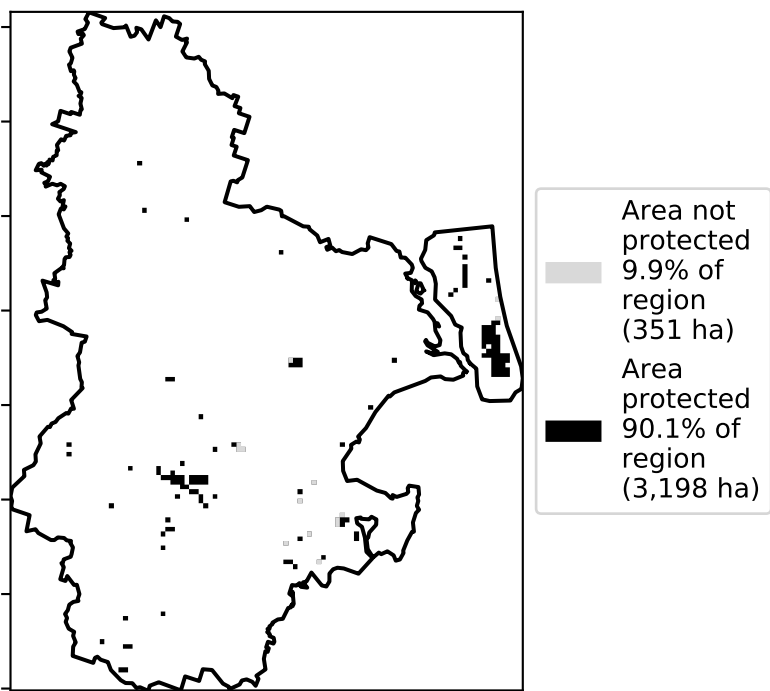 Area not
protected
9.9% of
region
(351 ha)
Area
protected
90.1% of
region
(3,198 ha)